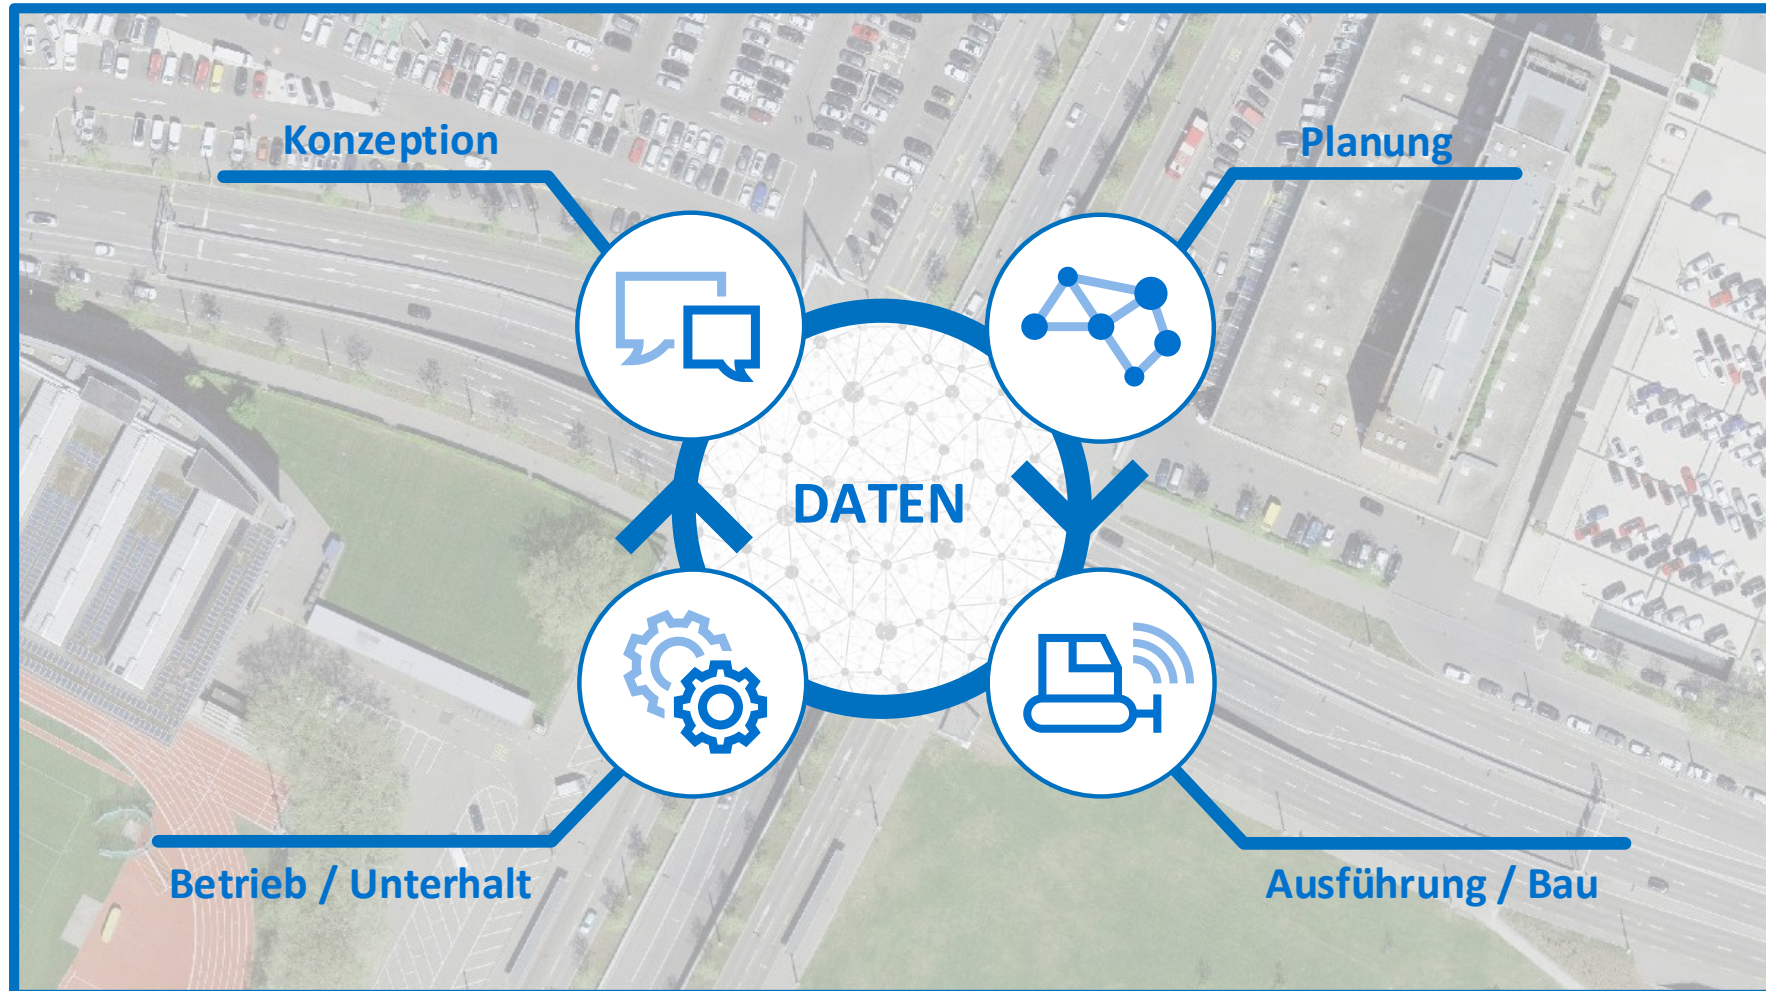 Konzeption
Planung
DATEN
Betrieb / Unterhalt
Ausführung / Bau